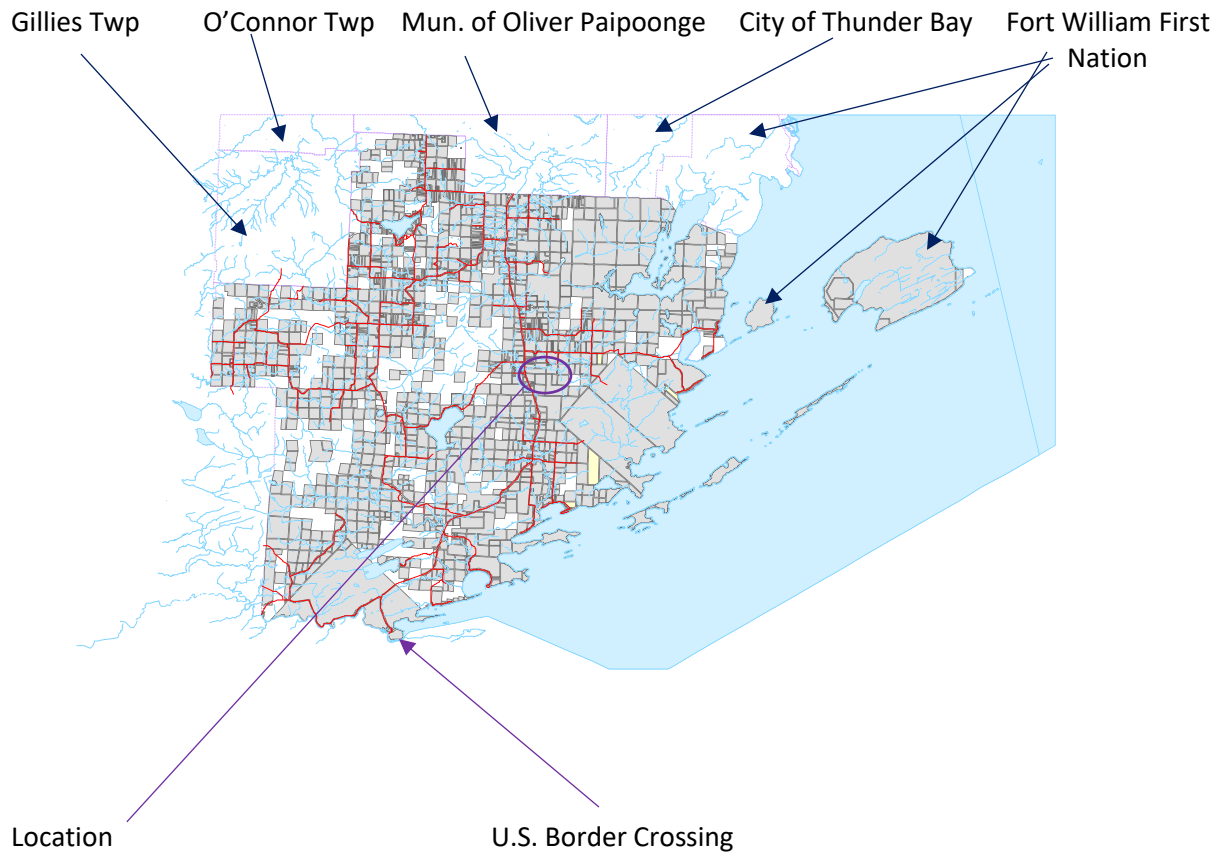 Gillies Twp
O’Connor Twp
Mun. of Oliver Paipoonge
City of Thunder Bay
Fort William First
Nation
Location
U.S. Border Crossing